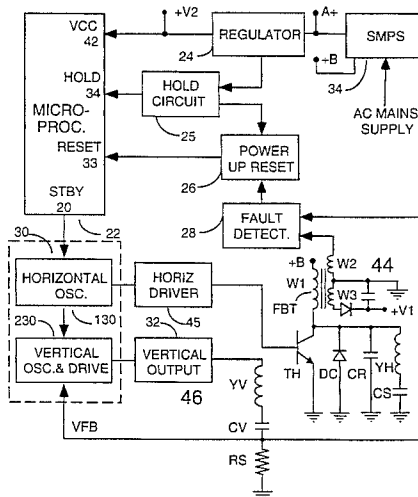 VCC
42
+V2
REGULATOR
24
A+
+B
SMPS
34
AC MAINS
SUPPLY
HOLD
34
MICRO-
PROC.
HOLD
CIRCUIT
25
RESET
33
POWER
UP RESET
26
STBY
20
22
FAULT
DETECT.
28
30
HORIZONTAL
OSC.
130
230
HORIZ
DRIVER
45
+B
W1
FBT
W2
W3
44
+V1
VERTICAL
OSC.& DRIVE
32
VERTICAL
OUTPUT
46
YV
TH
DC
CR
YH
CS
VFB
CV
RS